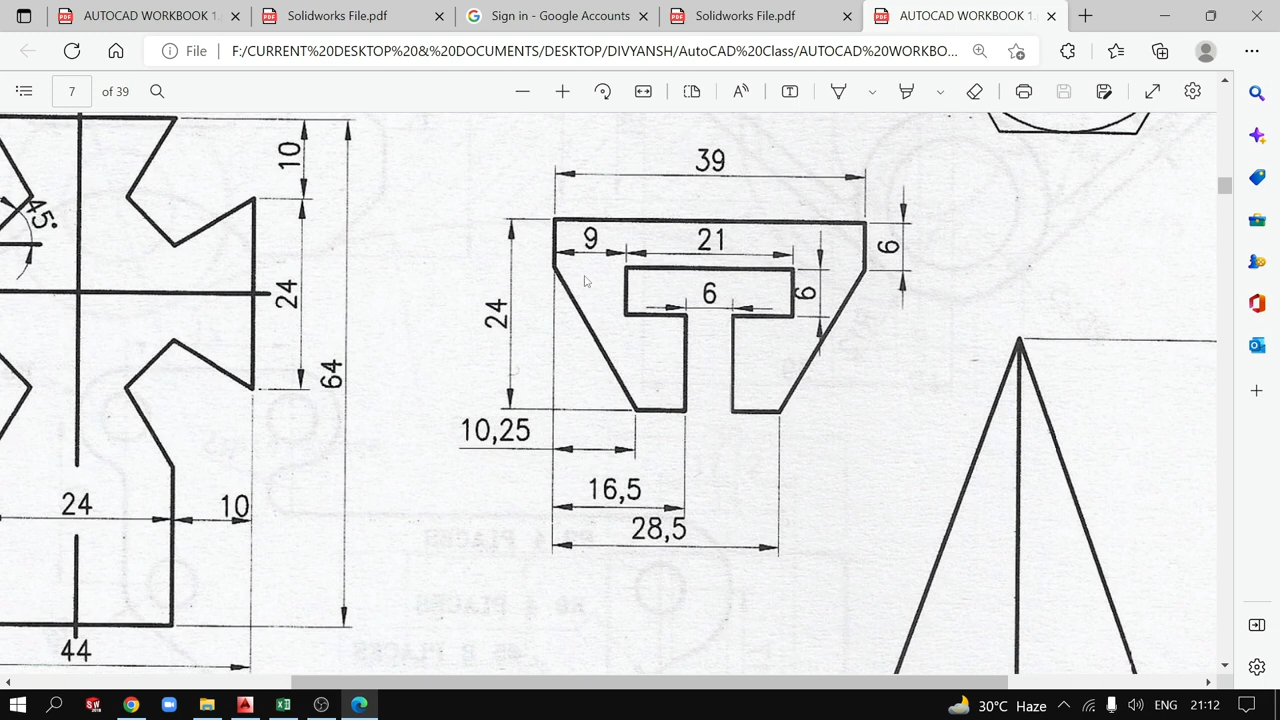 AUTOCAD WORKBOOK 1.
Solidworks File.pdf
Sign in - Google Accounts
Solidworks File.pdf
AUTOCAD WORKBOOK 1.
File
F:/CURRENT%20DESKTOP%20&%20DOCUMENTS/DESKTOP/DIVYANSH/AutoCAD%20Class/AUTOCAD%20WORKBO...
7 of 39
10
45°
24
64
24
10
44
39
9
21
6
6
6
24
10,25
16,5
28,5
30°C Haze
ENG
21:12